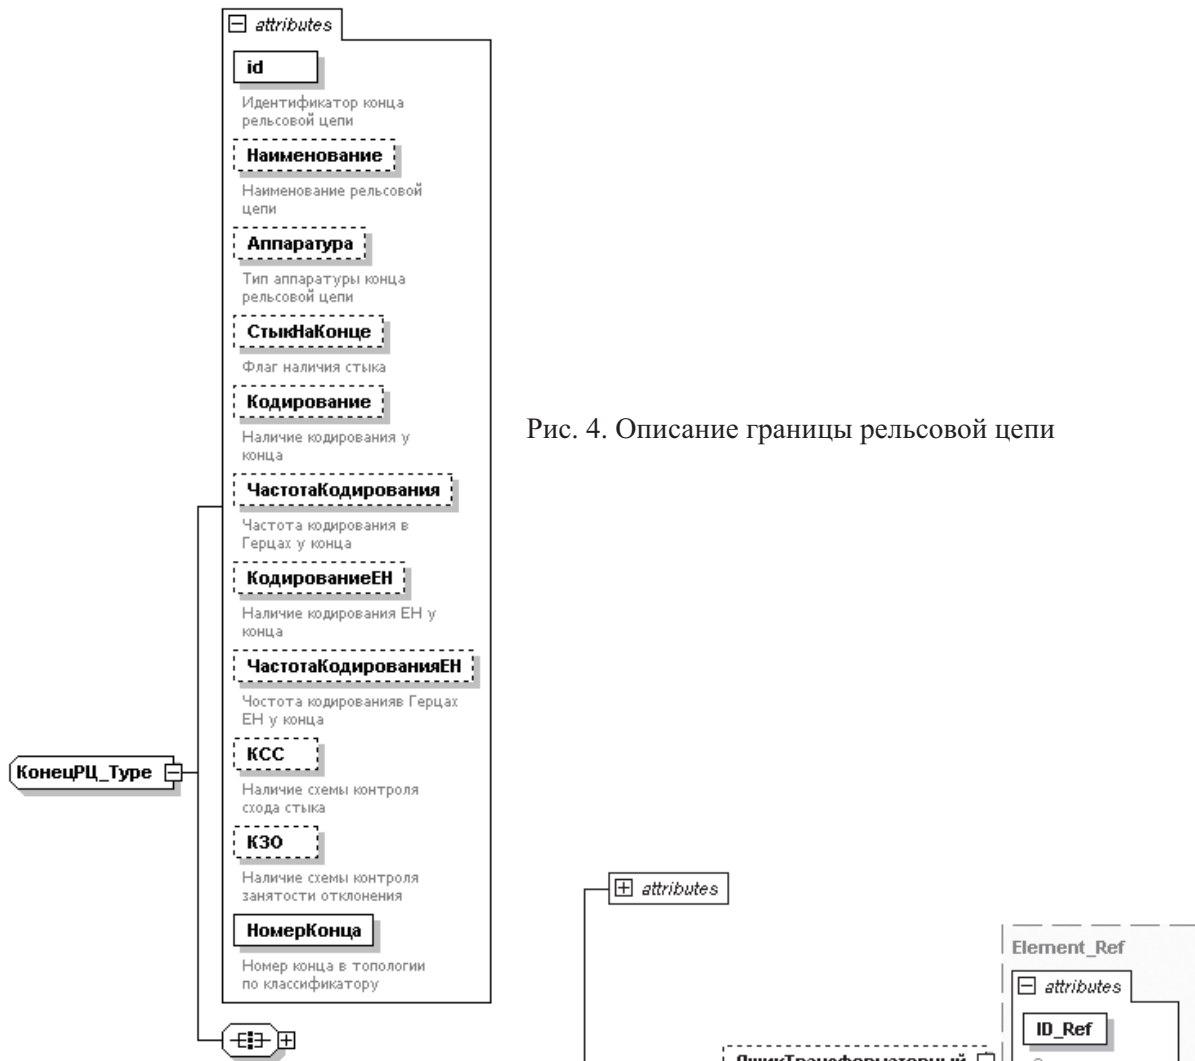 attributes
id
Идентификатор конца
рельсовой цепи
Наименование
Наименование рельсовой
цепи
Аппаратура
Тип аппаратуры конца
рельсовой цепи
СтыкНаКонце
Флаг наличия стыка
Кодирование
Наличие кодирования у
конца
ЧастотаКодирования
Частота кодирования в
Герцах у конца
КодированиеЕН
Наличие кодирования ЕН у
конца
ЧастотаКодированияЕН
Чостота кодированияв Герцах
ЕН у конца
КСС
Наличие схемы контроля
схода стыка
КЗО
Наличие схемы контроля
занятости отклонения
НомерКонца
Номер конца в топологии
по классификатору
КонецРЦ_Type
Рис. 4. Описание границы рельсовой цепи
attributes
Element_Ref
attributes
ID_Ref
ЯщикТрансформаторный